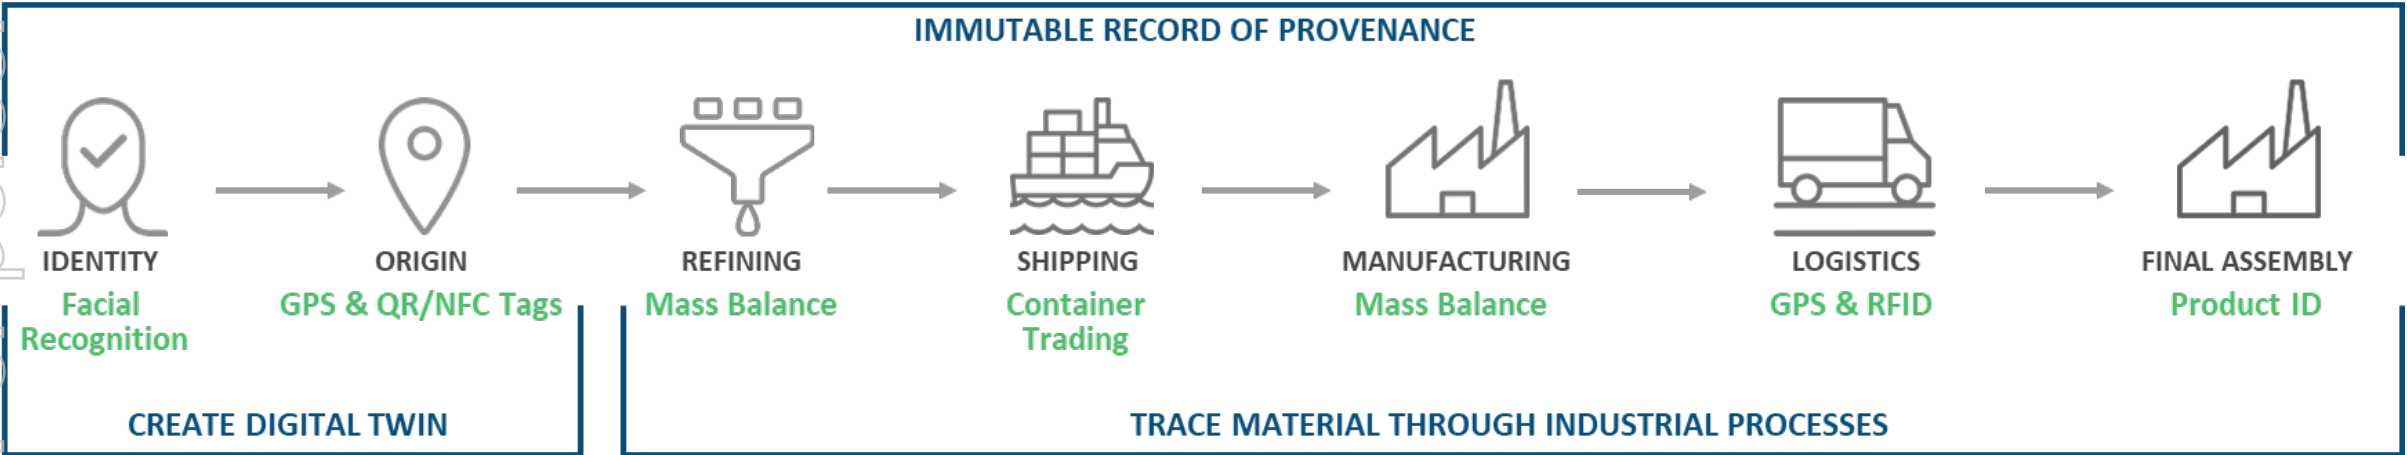 IMMUTABLE RECORD OF PROVENANCE
IDENTITY
Facial
Recognition
ORIGIN
GPS & QR/NFC Tags
REFINING
Mass Balance
SHIPPING
Container
Trading
MANUFACTURING
Mass Balance
LOGISTICS
GPS & RFID
FINAL ASSEMBLY
Product ID
CREATE DIGITAL TWIN
TRACE MATERIAL THROUGH INDUSTRIAL PROCESSES